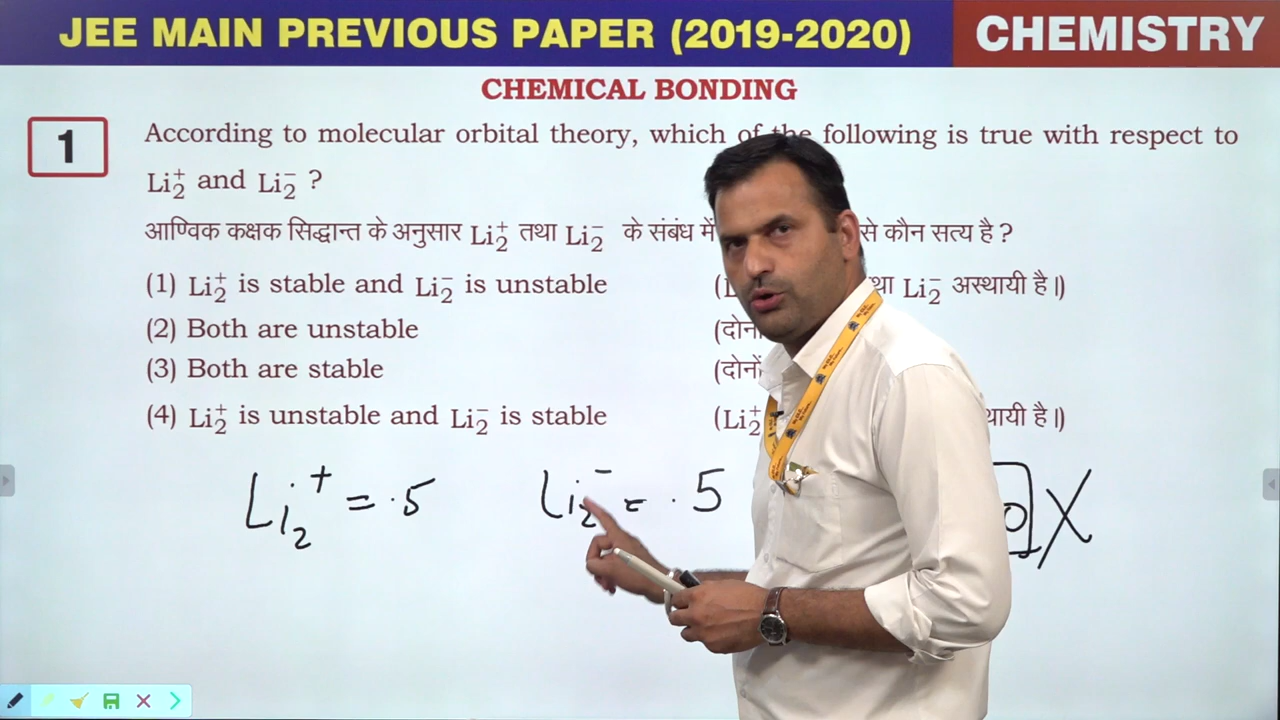 JEE MAIN PREVIOUS PAPER (2019-2020) CHEMISTRY
CHEMICAL BONDING
1
According to molecular orbital theory, which of the following is true with respect to
Li₂⁺ and Li₂⁻ ?
आण्विक कक्षक सिद्धान्त के अनुसार Li₂⁺ तथा Li₂⁻ के संबंध में से कौन सत्य है ?
(1) Li₂⁺ is stable and Li₂⁻ is unstable Li₂⁻ अस्थायी है।)
(2) Both are unstable
(3) Both are stable
(4) Li₂⁺ is unstable and Li₂⁻ is stable (Li₂⁺ है।)
Li₂⁺ = .5 Li₂⁻ = .5